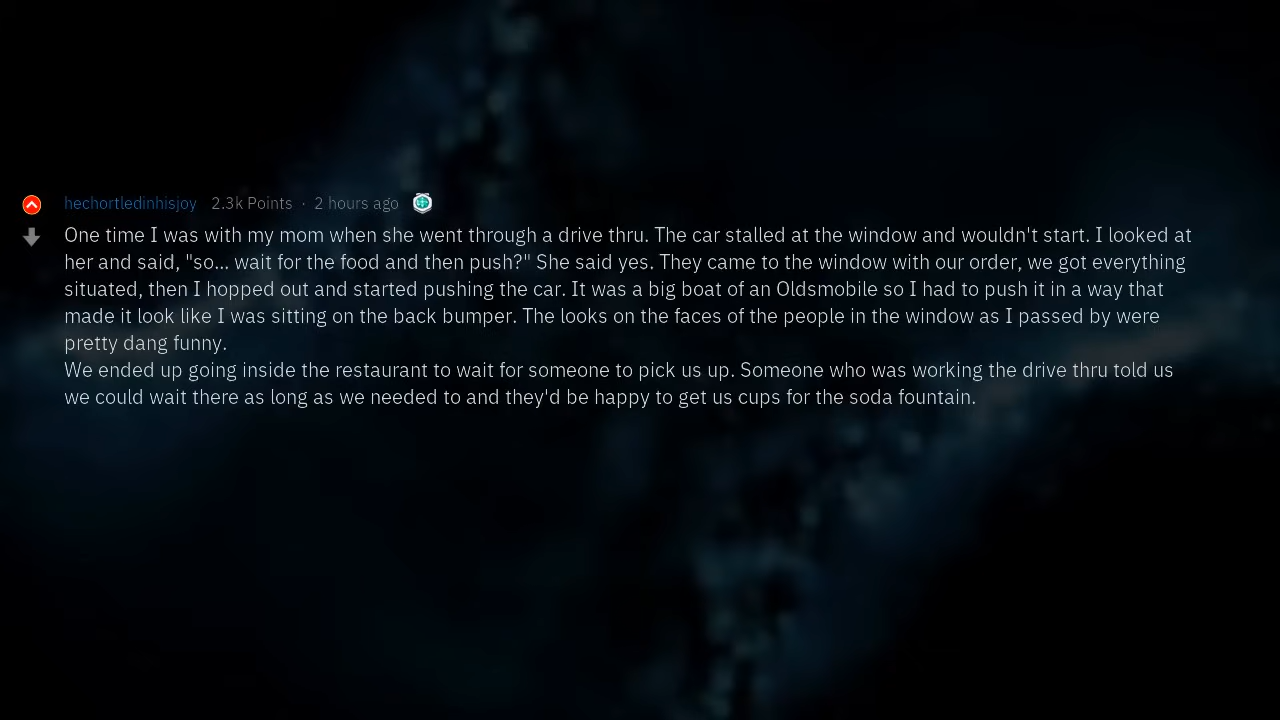 hechortledinhisjoy 2.3k Points · 2 hours ago
One time I was with my mom when she went through a drive thru. The car stalled at the window and wouldn't start. I looked at
her and said, "so... wait for the food and then push?" She said yes. They came to the window with our order, we got everything
situated, then I hopped out and started pushing the car. It was a big boat of an Oldsmobile so I had to push it in a way that
made it look like I was sitting on the back bumper. The looks on the faces of the people in the window as I passed by were
pretty dang funny.
We ended up going inside the restaurant to wait for someone to pick us up. Someone who was working the drive thru told us
we could wait there as long as we needed to and they'd be happy to get us cups for the soda fountain.